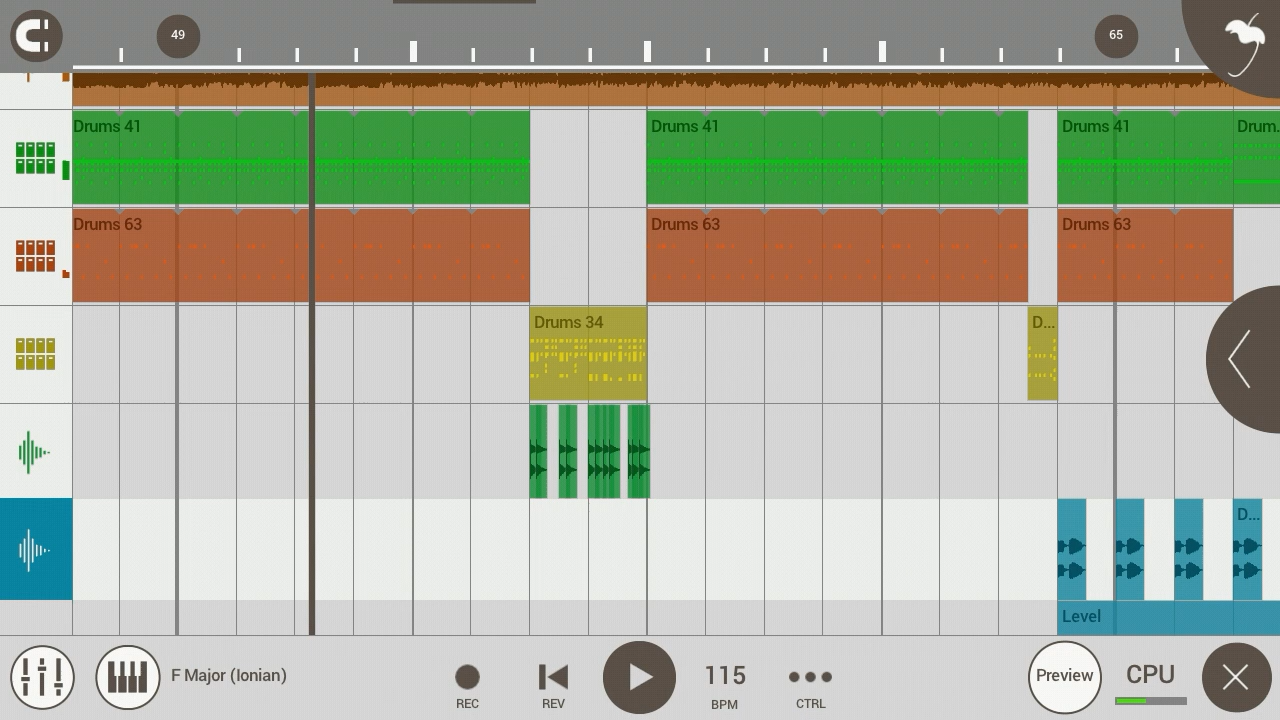 49
65
Drums 41
Drums 41
Drums 41
Drum.
Drums 63
Drums 63
Drums 63
Drums 34
D...
D...
Level
F Major (Ionian)
REC
REV
115
BPM
CTRL
Preview
CPU